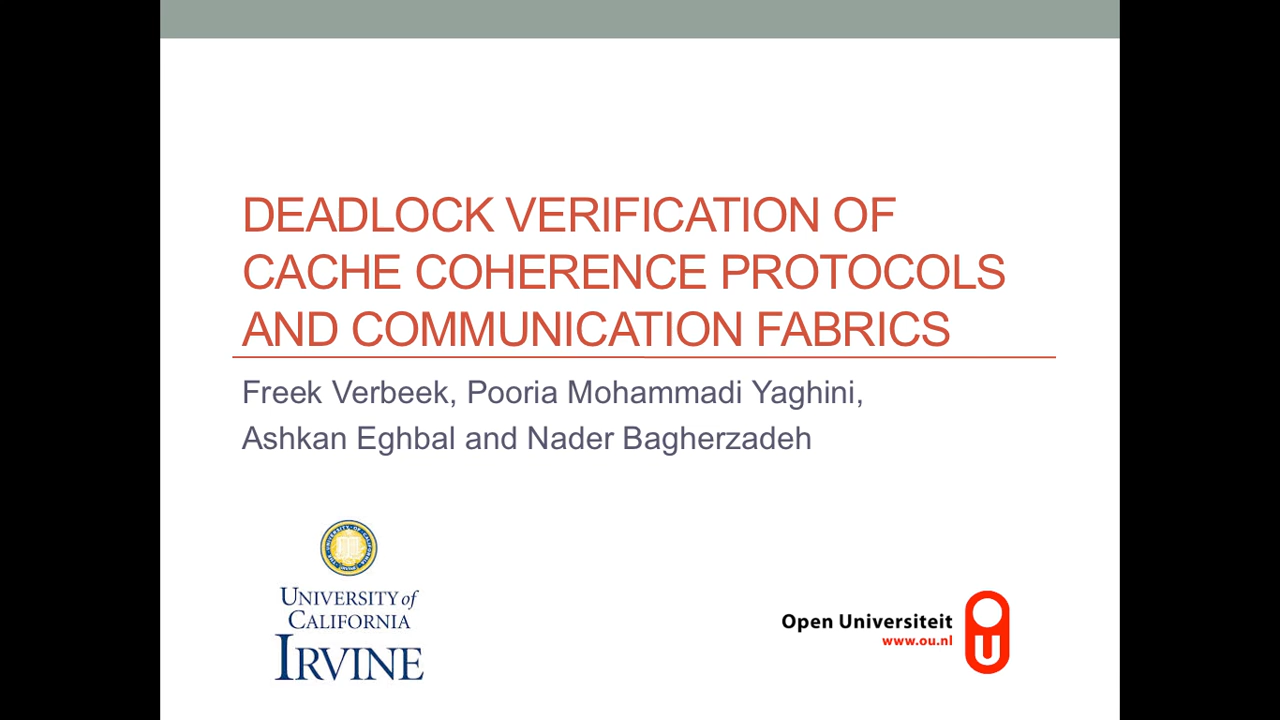 DEADLOCK VERIFICATION OF
CACHE COHERENCE PROTOCOLS
AND COMMUNICATION FABRICS
Freek Verbeek, Pooria Mohammadi Yaghini,
Ashkan Eghbal and Nader Bagherzadeh
UNIVERSITY of
CALIFORNIA
IRVINE
Open Universiteit
www.ou.nl
OU